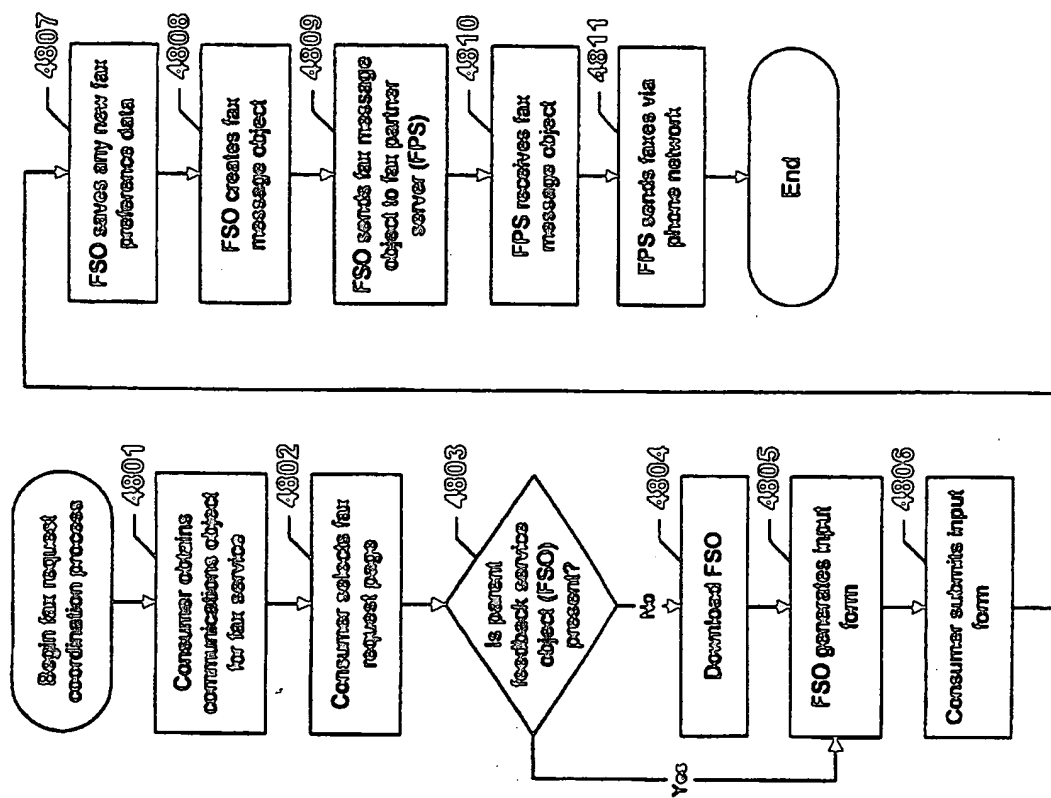 Begin fax request
coordination process
4801
Consumer obtains
communications object
for fax service
4802
Consumer selects fax
request page
4803
Is parent
feedback service
object (FSO)
present?
Yes
No
4804
Download FSO
4805
FSO generates input
form
4806
Consumer submits input
form
4807
FSO saves any new fax
preference data
4808
FSO creates fax
message object
4809
FSO sends fax message
object to fax partner
server (FPS)
4810
FPS receives fax
message object
4811
FPS sends faxes via
phone network
End